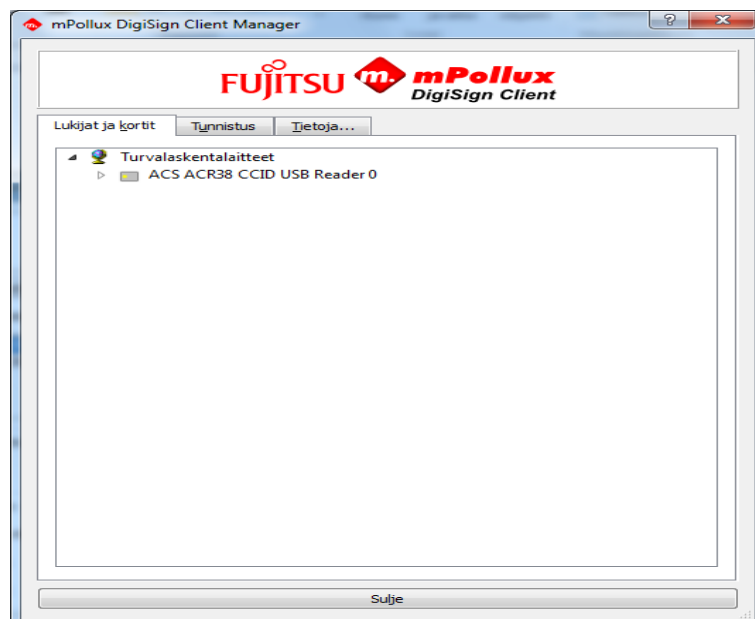 mPollux DigiSign Client Manager
FUJITSU m. mPollux
DigiSign Client
Lukijat ja kortit Tunnistus Tietoja...
Turvalaskentalaitteet
ACS ACR38 CCID USB Reader 0
Sulje